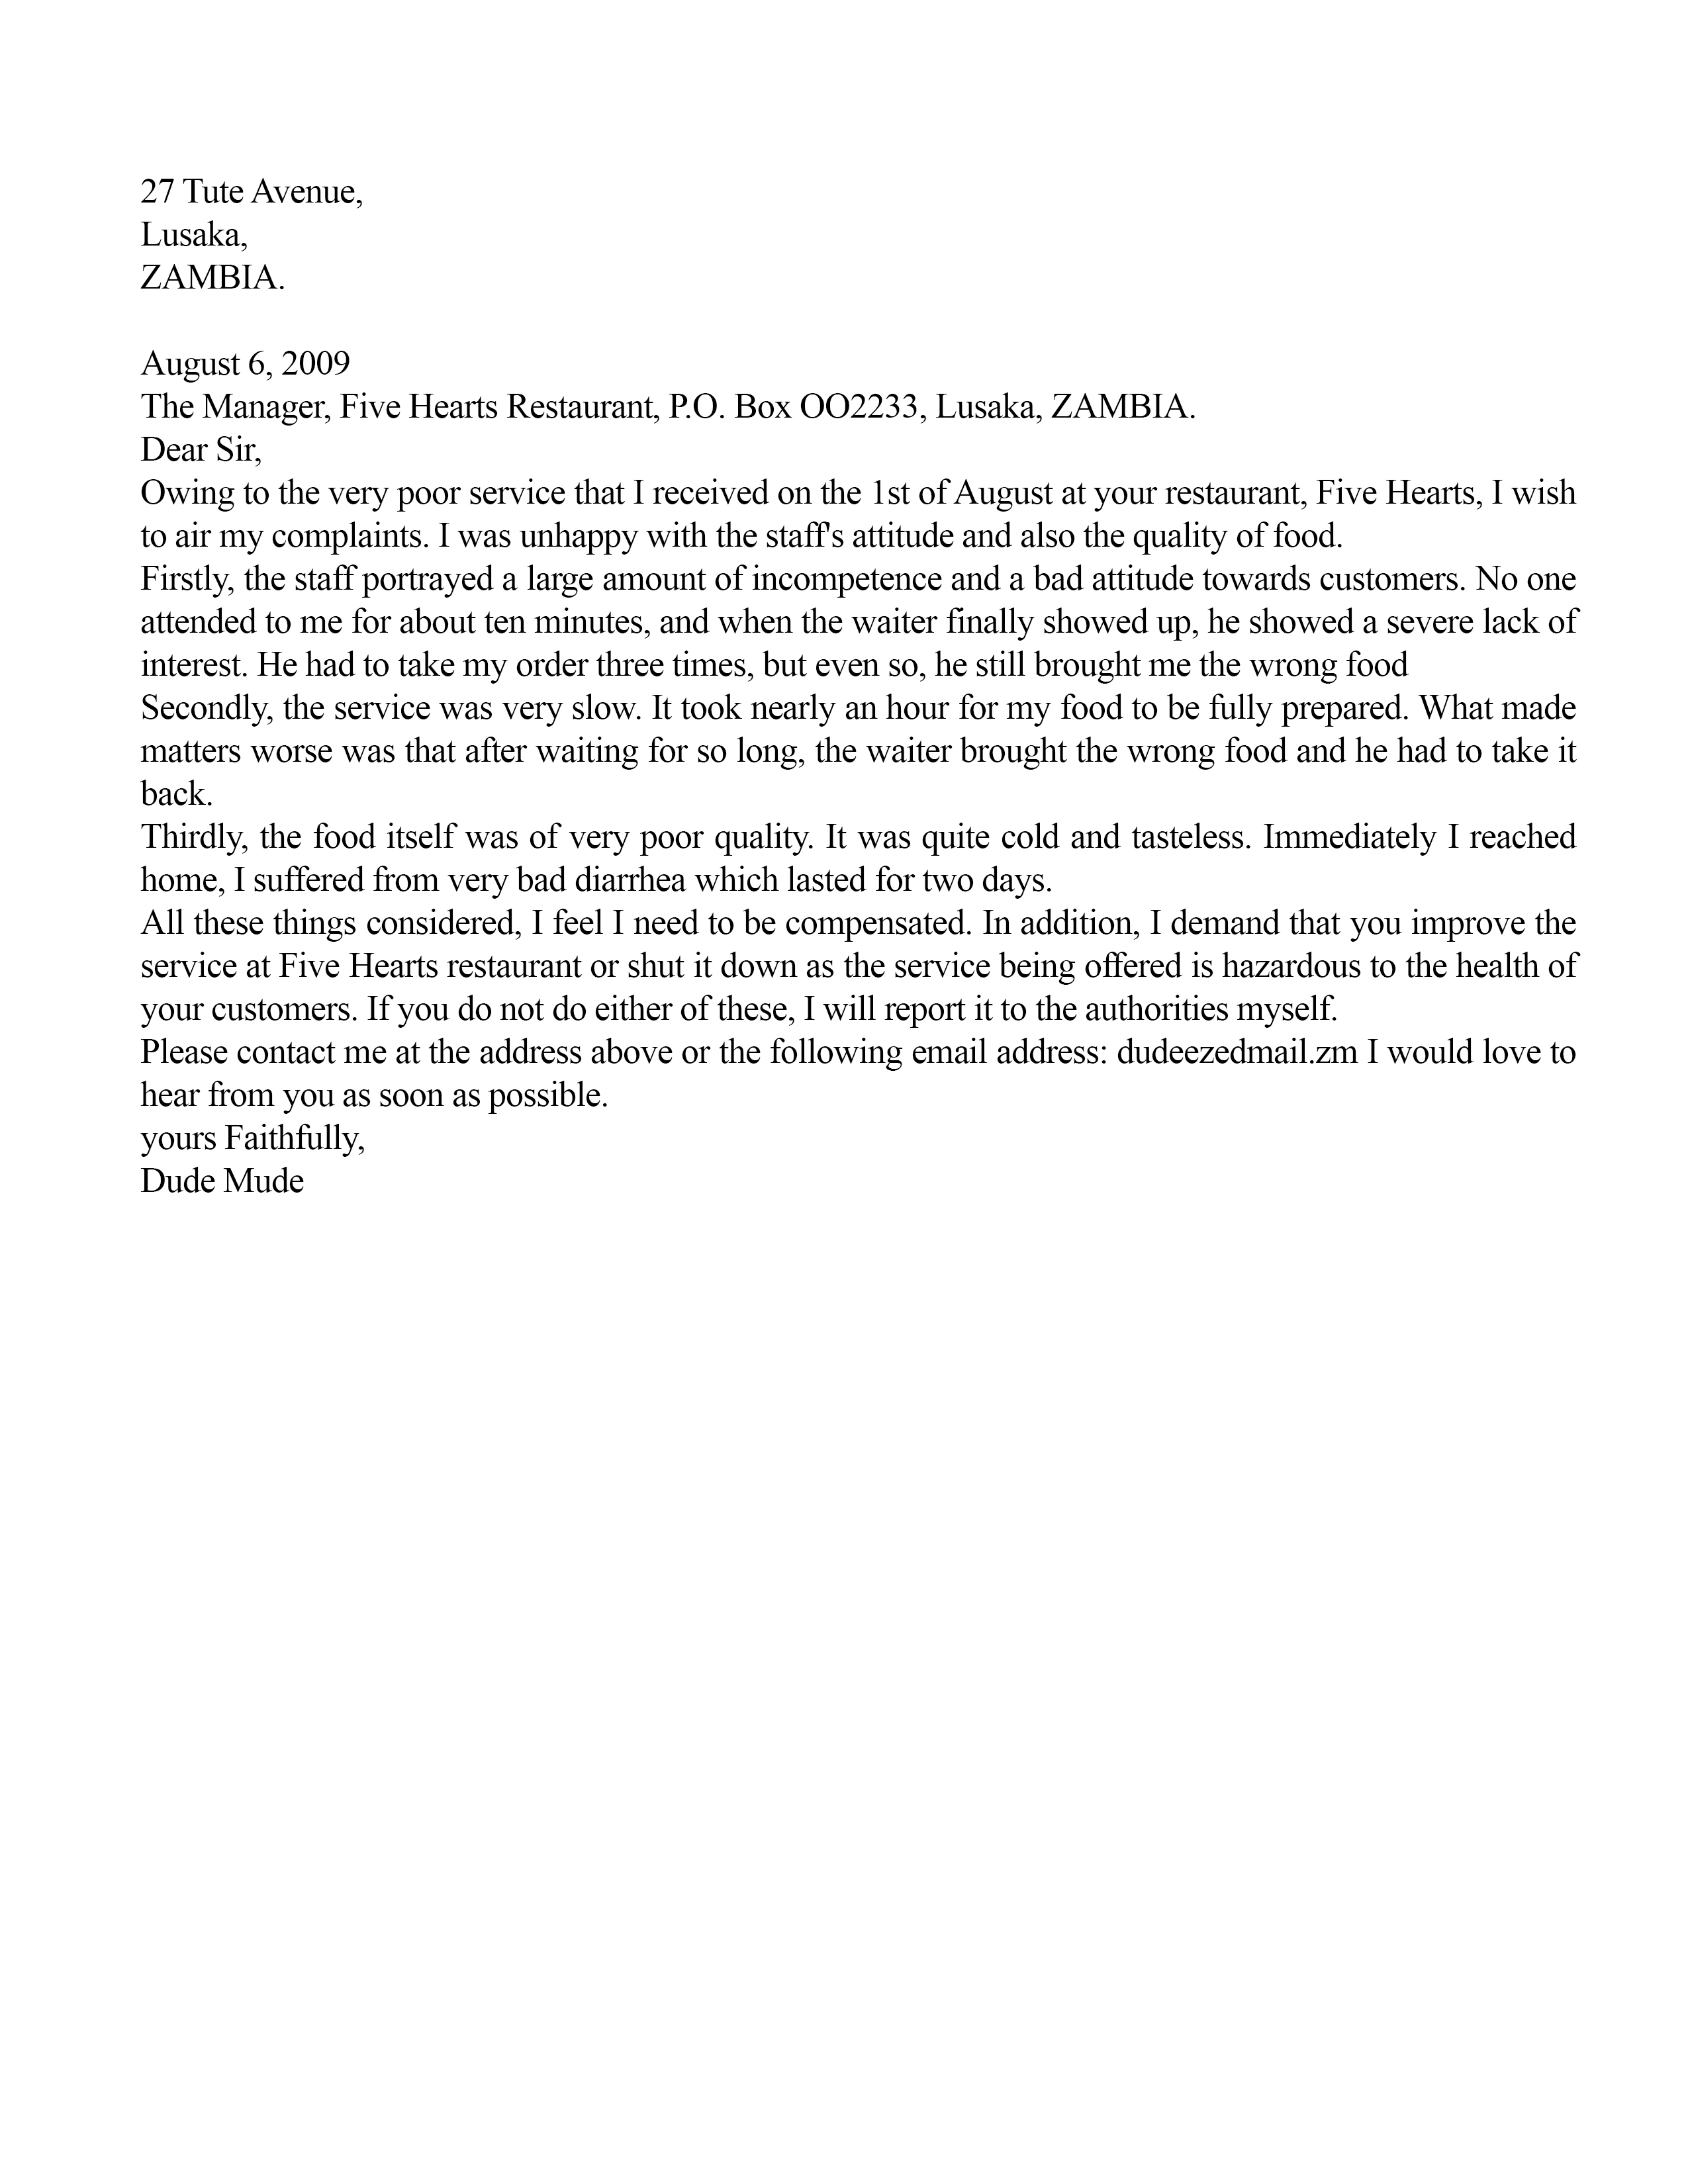 27 Tute Avenue,
Lusaka,
ZAMBIA.
August 6, 2009
The Manager, Five Hearts Restaurant, P.O. Box OO2233, Lusaka, ZAMBIA.
Dear Sir,
Owing to the very poor service that I received on the 1st of August at your restaurant, Five Hearts, I wish
to air my complaints. I was unhappy with the staff's attitude and also the quality of food.
Firstly, the staff portrayed a large amount of incompetence and a bad attitude towards customers. No one
attended to me for about ten minutes, and when the waiter finally showed up, he showed a severe lack of
interest. He had to take my order three times, but even so, he still brought me the wrong food
Secondly, the service was very slow. It took nearly an hour for my food to be fully prepared. What made
matters worse was that after waiting for so long, the waiter brought the wrong food and he had to take it
back.
Thirdly, the food itself was of very poor quality. It was quite cold and tasteless. Immediately I reached
home, I suffered from very bad diarrhea which lasted for two days.
All these things considered, I feel I need to be compensated. In addition, I demand that you improve the
service at Five Hearts restaurant or shut it down as the service being offered is hazardous to the health of
your customers. If you do not do either of these, I will report it to the authorities myself.
Please contact me at the address above or the following email address: dudeezedmail.zm I would love to
hear from you as soon as possible.
yours Faithfully,
Dude Mude